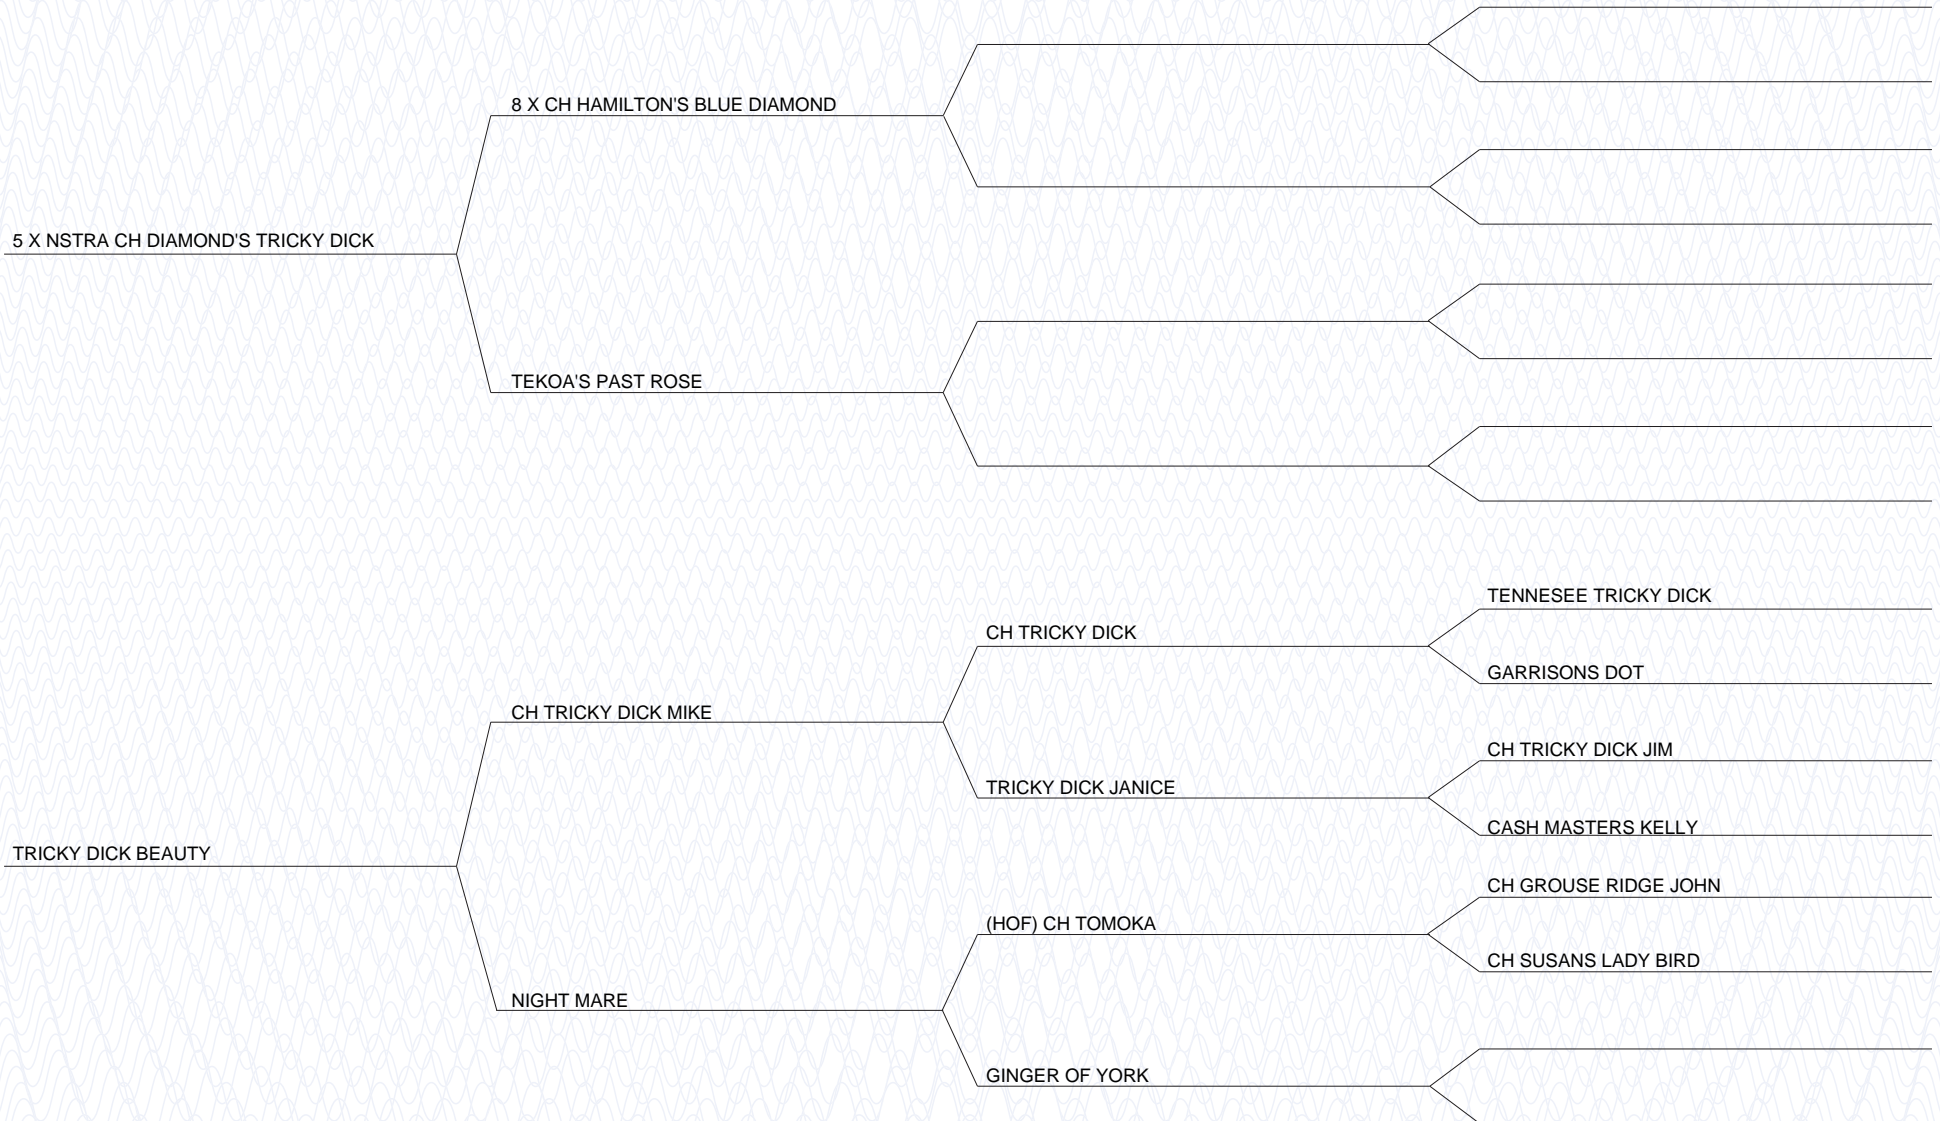 8 X CH HAMILTON'S BLUE DIAMOND
5 X NSTRA CH DIAMOND'S TRICKY DICK
TEKOA'S PAST ROSE
TENNESEE TRICKY DICK
CH TRICKY DICK
GARRISONS DOT
CH TRICKY DICK MIKE
CH TRICKY DICK JIM
TRICKY DICK JANICE
CASH MASTERS KELLY
TRICKY DICK BEAUTY
CH GROUSE RIDGE JOHN
(HOF) CH TOMOKA
CH SUSANS LADY BIRD
NIGHT MARE
GINGER OF YORK